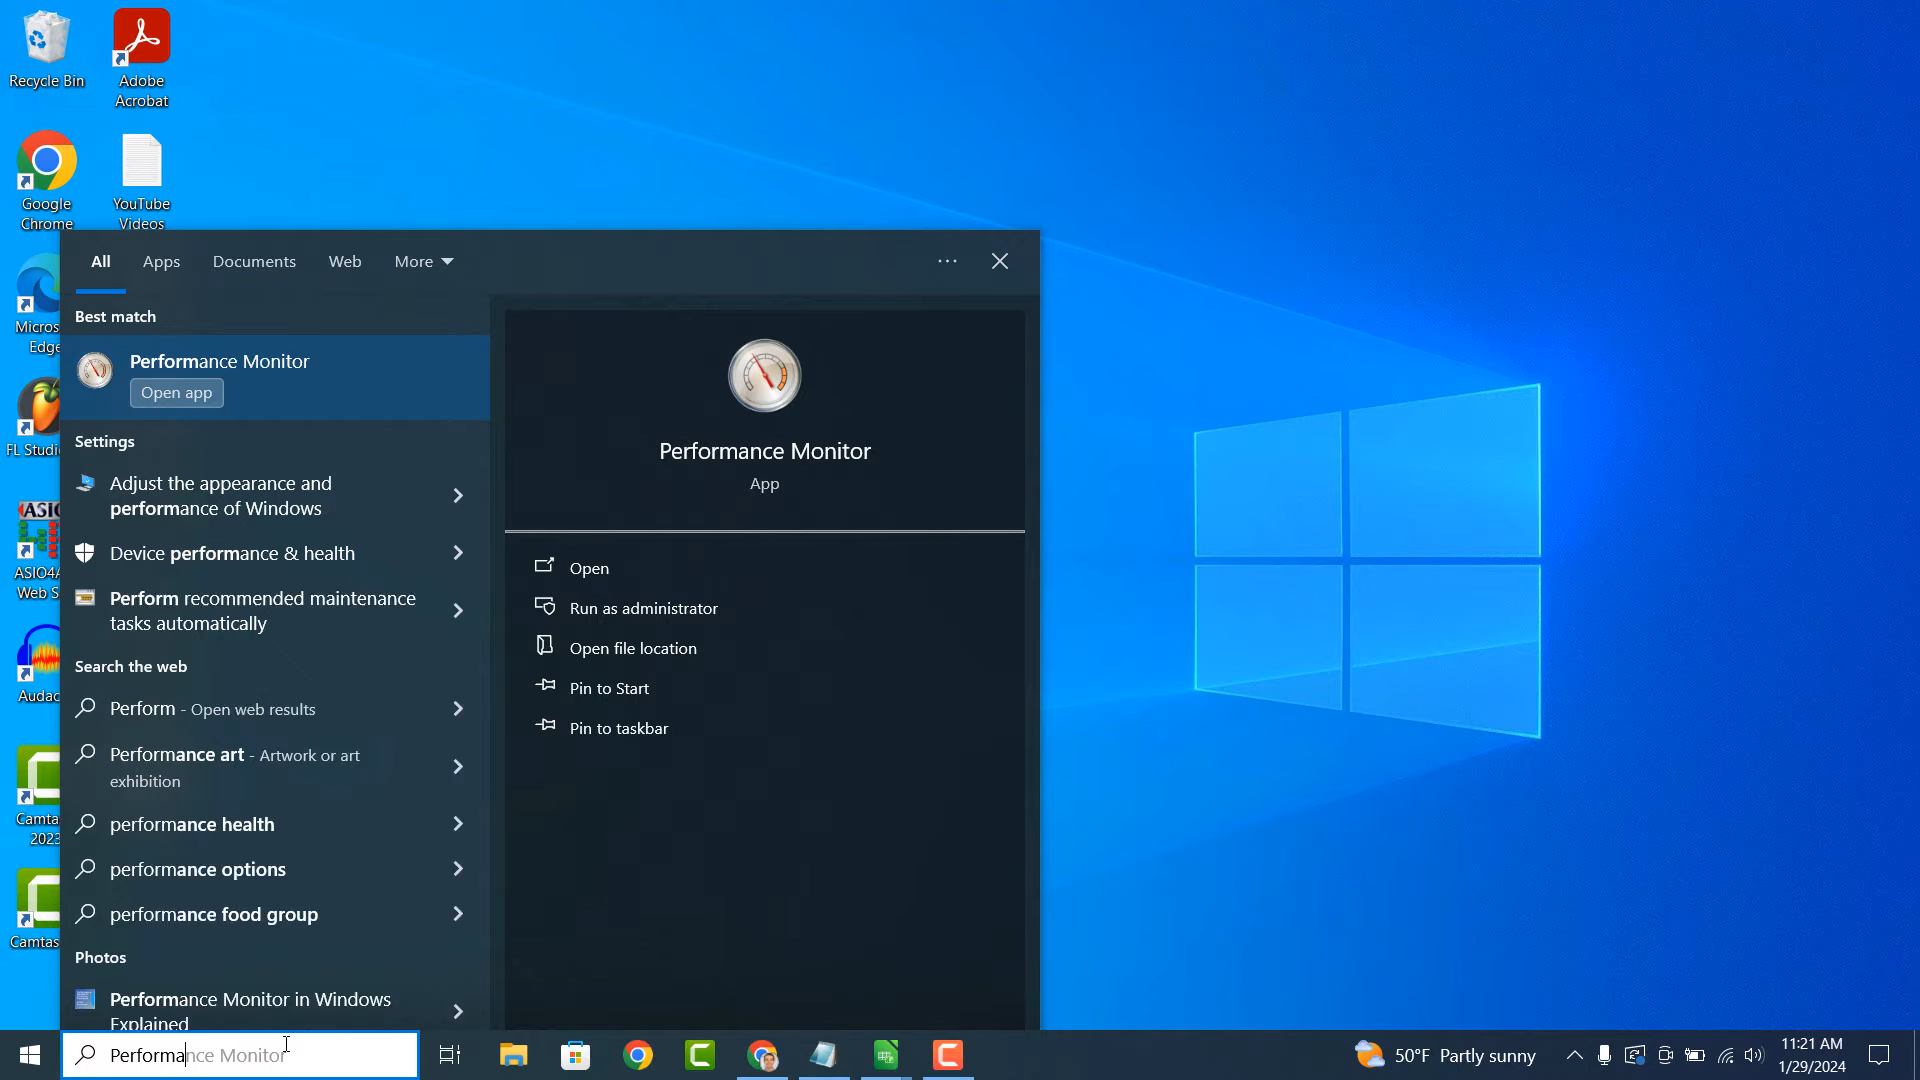 Recycle Bin
Adobe
Acrobat
Google
Chrome
YouTube
Videos
Micros
Edge
FL Studi
ASIO
ASIO4A
Web S
Audac
Camta
2023
Camtas
All
Apps
Documents
Web
More
Best match
Performance Monitor
Open app
Settings
Adjust the appearance and
performance of Windows
Device performance & health
Perform recommended maintenance
tasks automatically
Search the web
Perform - Open web results
Performance art - Artwork or art
exhibition
performance health
performance options
performance food group
Photos
Performance Monitor in Windows
Explained
Performance Monitor
App
Open
Run as administrator
Open file location
Pin to Start
Pin to taskbar
Performance Monitor
50°F Partly sunny
11:21 AM
1/29/2024